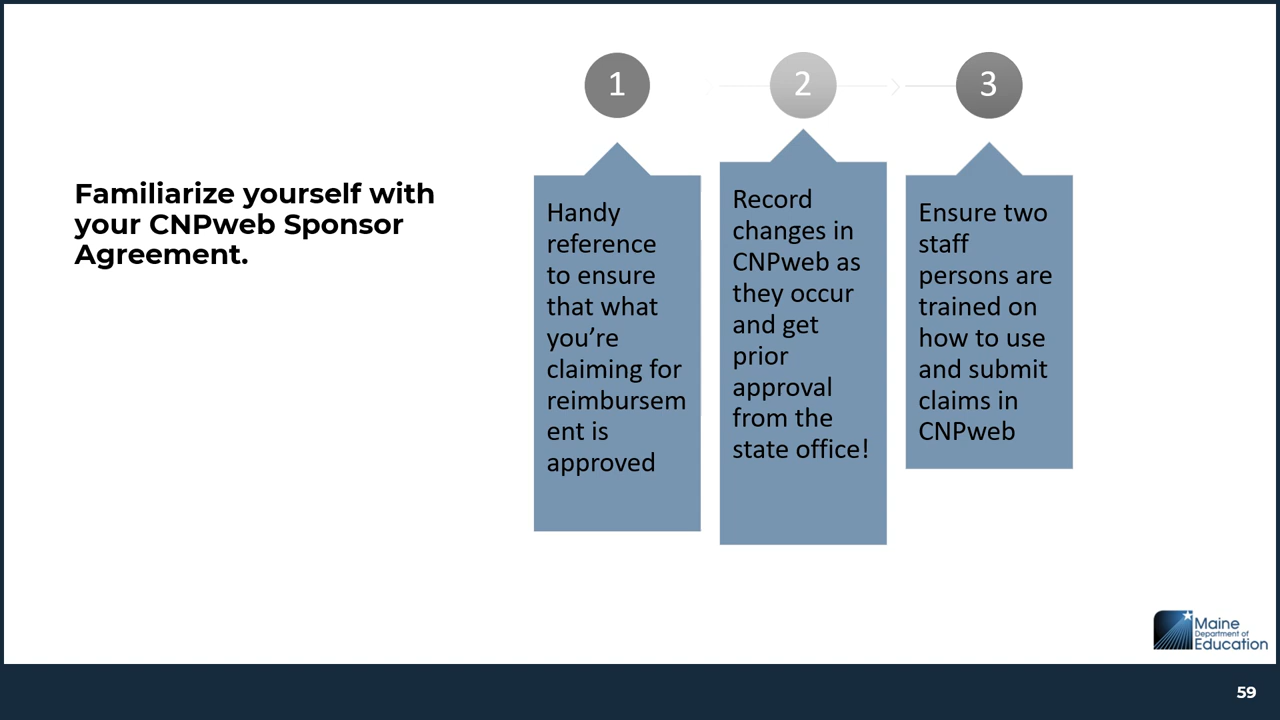 Familiarize yourself with
your CNPweb Sponsor
Agreement.
1
Handy
reference
to ensure
that what
you’re
claiming for
reimbursem
ent is
approved
2
Record
changes in
CNPweb as
they occur
and get
prior
approval
from the
state office!
3
Ensure two
staff
persons are
trained on
how to use
and submit
claims in
CNPweb
Maine
Department of
Education
59